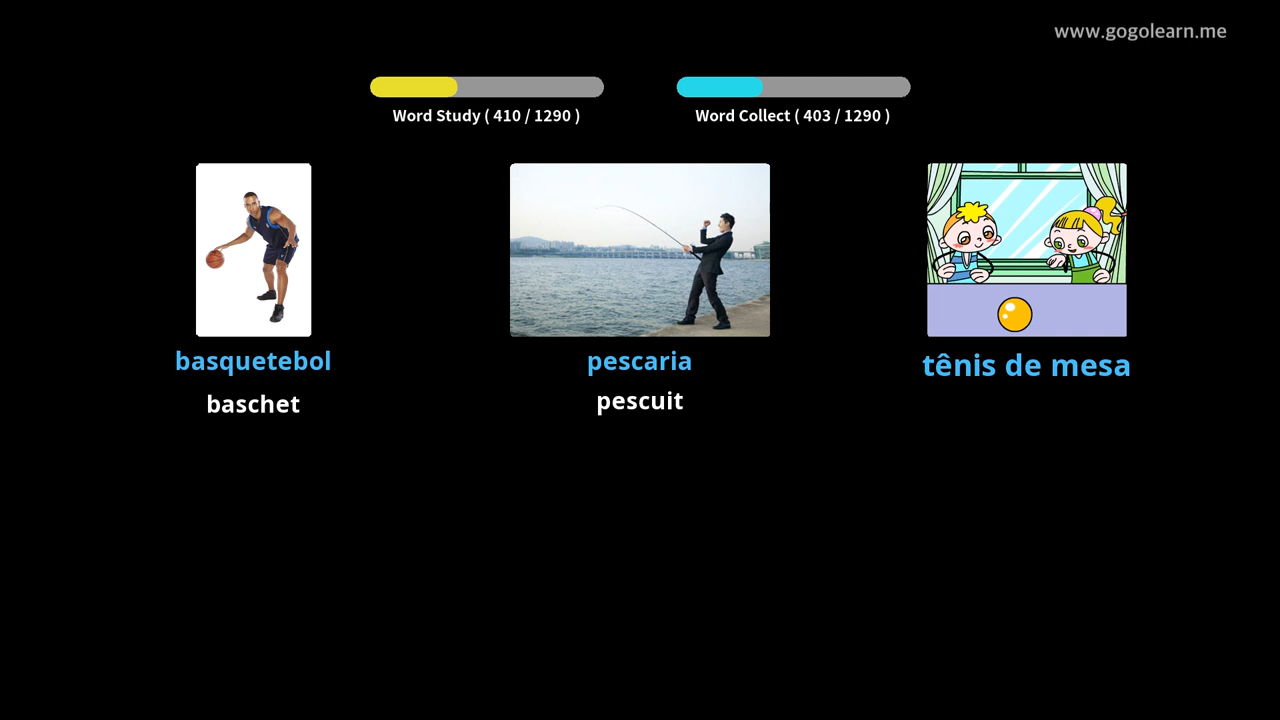 www.gogolearn.me
Word Study ( 410 / 1290 )
Word Collect ( 403 / 1290 )
basquetebol
pescaria
tênis de mesa
baschet
pescuit